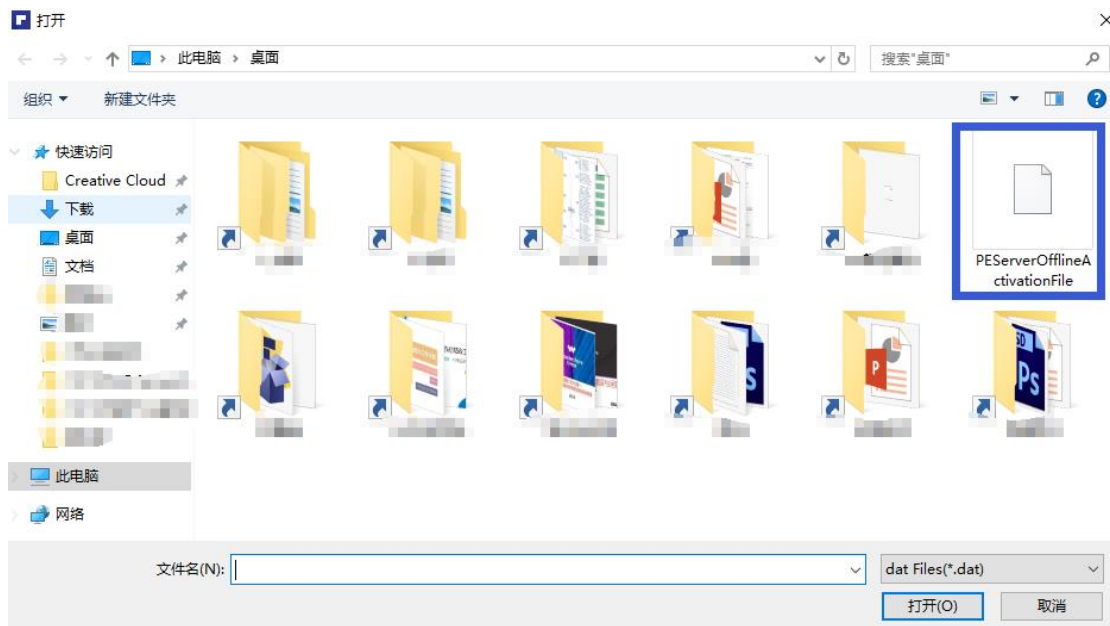 打开
此电脑 › 桌面
搜索"桌面"
组织
新建文件夹
快速访问
Creative Cloud
下载
桌面
文档
此电脑
网络
PEServerOfflineA
ctivationFile
文件名(N):
dat Files(*.dat)
打开(O)
取消